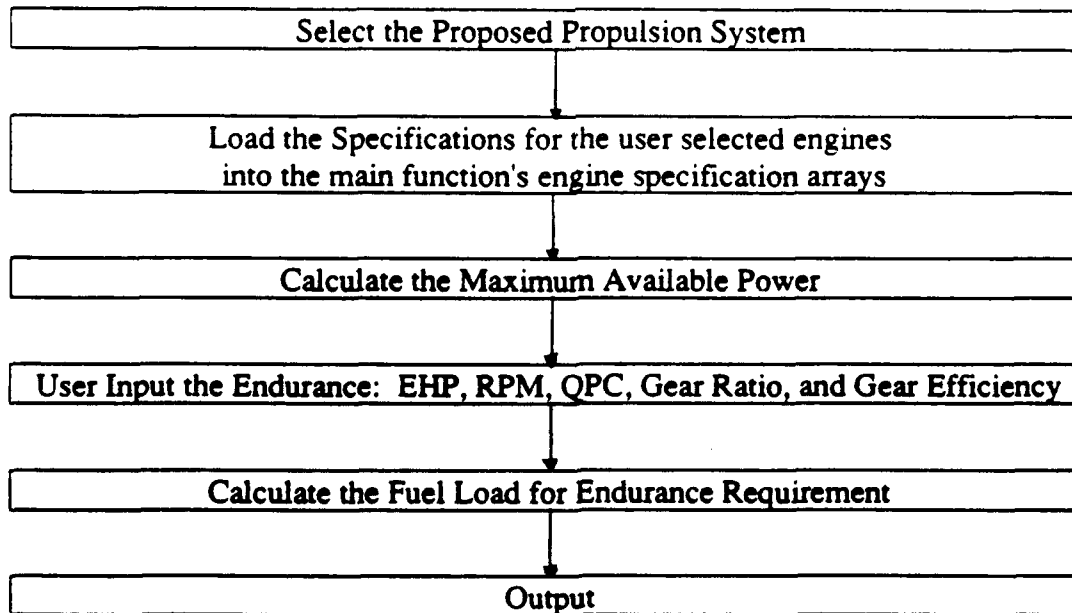 Select the Proposed Propulsion System
Load the Specifications for the user selected engines
into the main function's engine specification arrays
Calculate the Maximum Available Power
User Input the Endurance: EHP, RPM, QPC, Gear Ratio, and Gear Efficiency
Calculate the Fuel Load for Endurance Requirement
Output